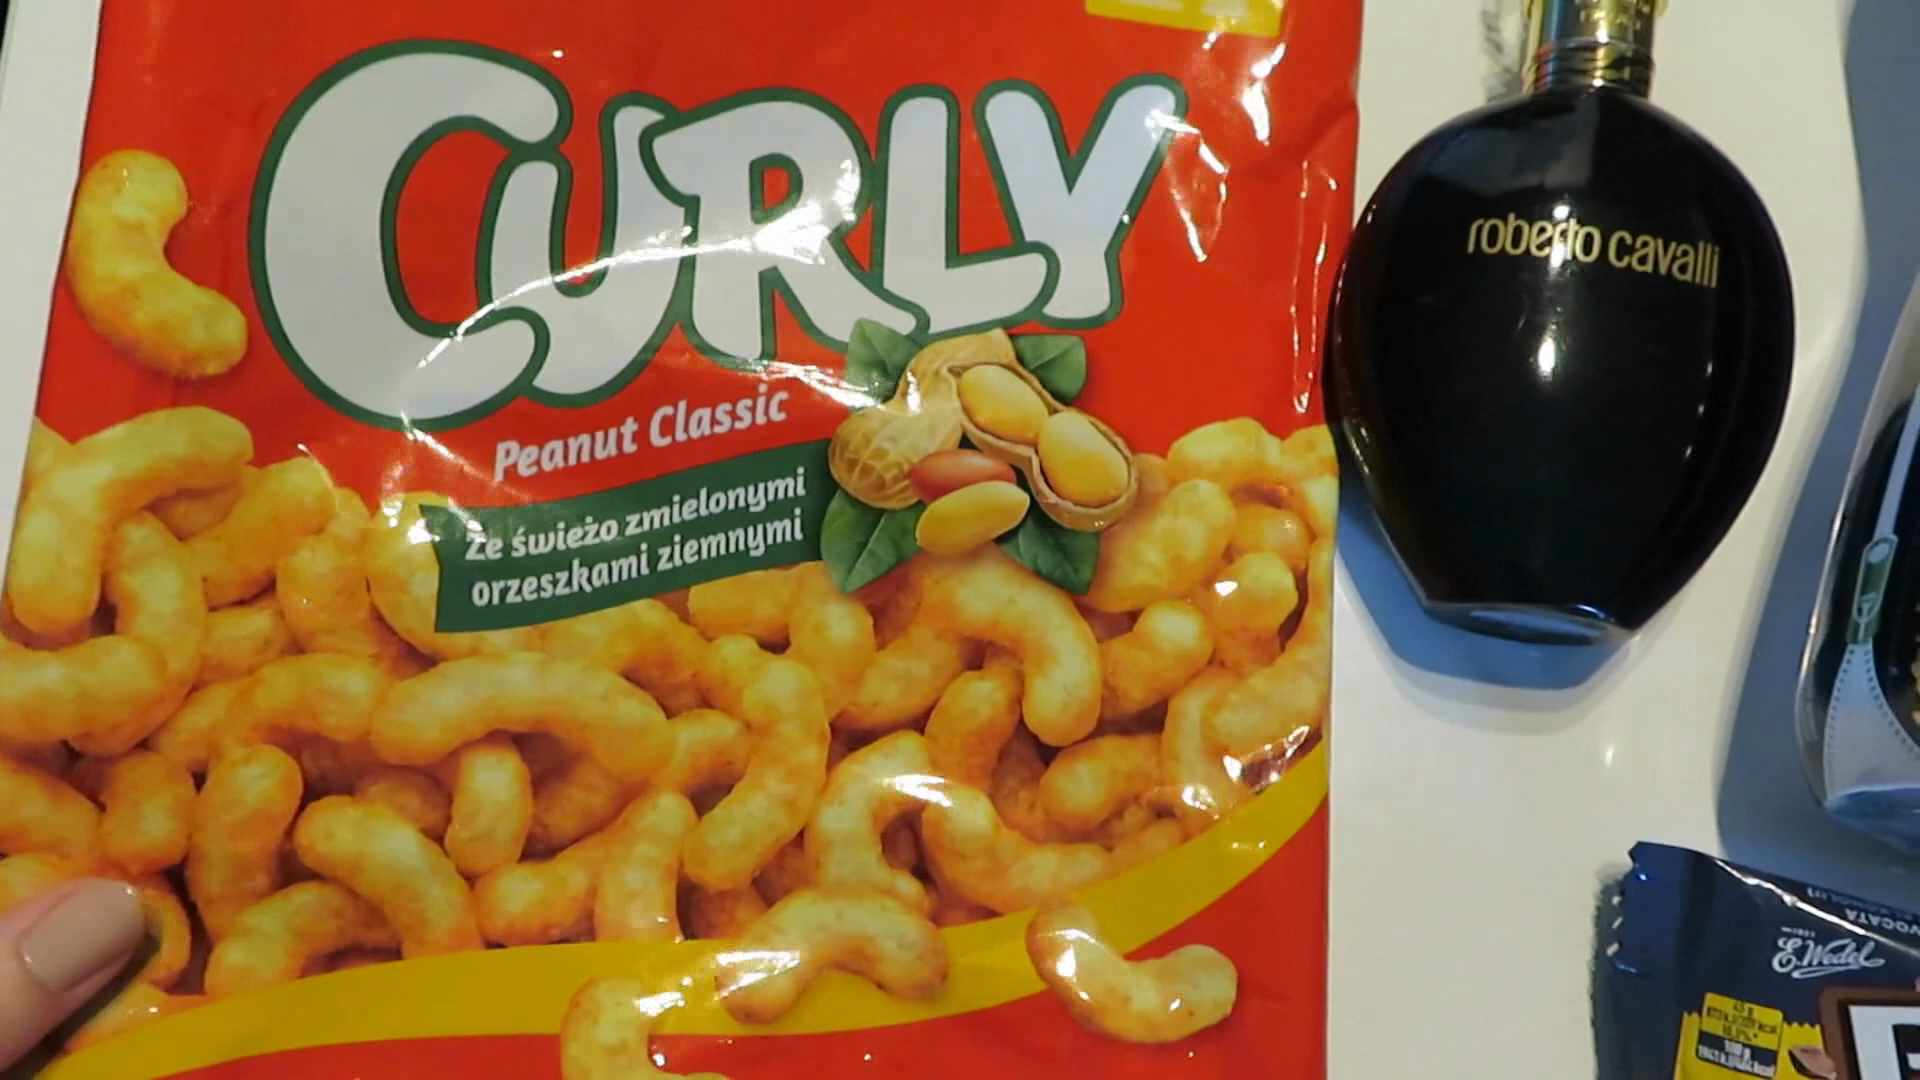 CURLY
Peanut Classic
Ze świeżo zmielonymi
orzeszkami ziemnymi
roberto cavalli
E.Wedel